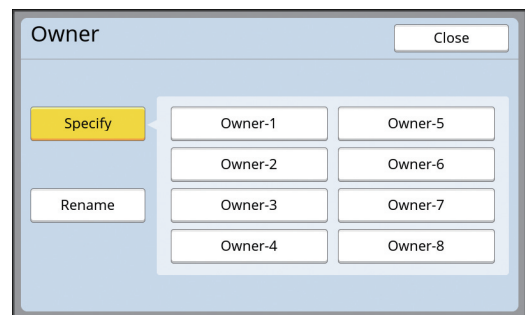 Owner
Close
Specify
Owner-1
Owner-5
Owner-2
Owner-6
Rename
Owner-3
Owner-7
Owner-4
Owner-8